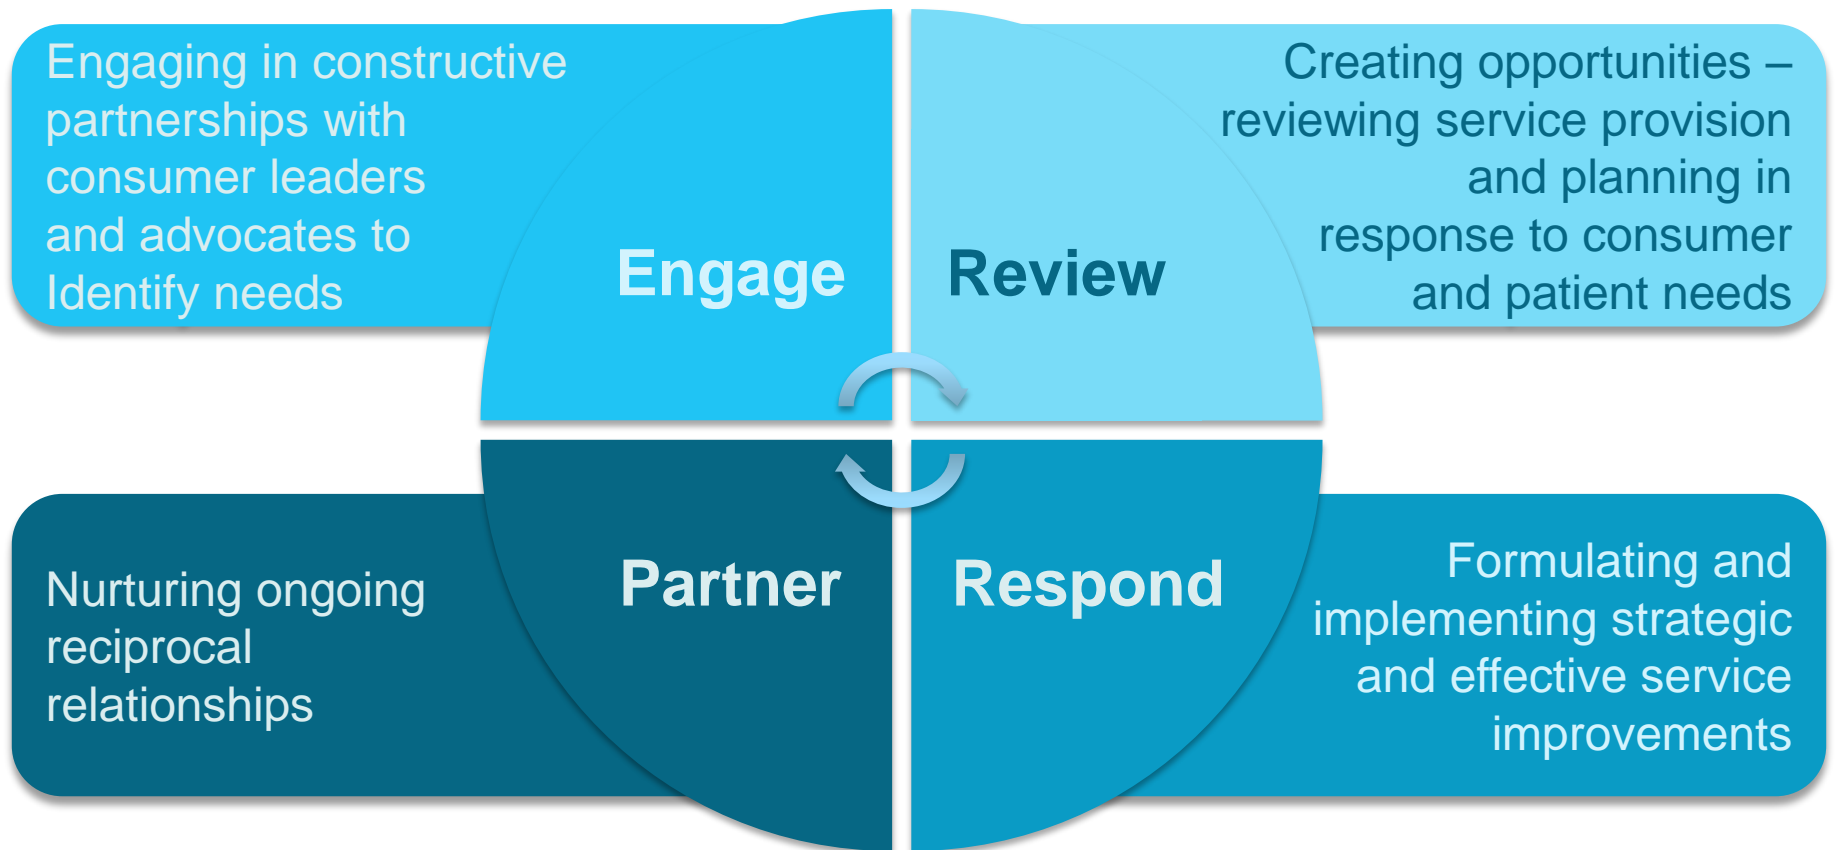 Engaging in constructive
partnerships with
consumer leaders
and advocates to
Identify needs
Engage
Review
Creating opportunities –
reviewing service provision
and planning in
response to consumer
and patient needs
Nurturing ongoing
reciprocal
relationships
Partner
Respond
Formulating and
implementing strategic
and effective service
improvements